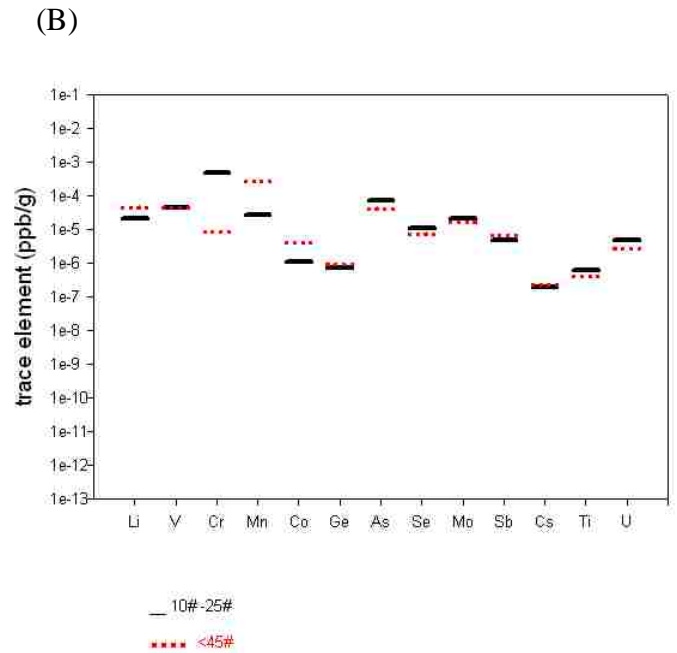 (B)
trace element (ppb/g)
1e-1
1e-2
1e-3
1e-4
1e-5
1e-6
1e-7
1e-8
1e-9
1e-10
1e-11
1e-12
1e-13
Li V Cr Mn Co Ge As Se Mo Sb Cs Ti U
10#-25#
<45#